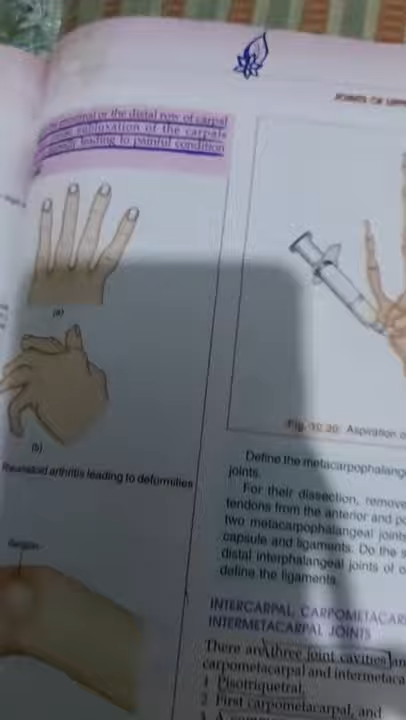 JOINTS OF UPP
proximal or the distal row of carpal
subluxation of the carpals
leading to painful condition
(a)
(b)
Reumatoid arthritis leading to deformities
Ganglion
Fig. 10.20: Aspiration o
Define the metacarpophalang
joints.
For their dissection, remove
tendons from the anterior and po
two metacarpophalangeal joints
capsule and ligaments. Do the s
distal interphalangeal joints of
define the ligaments.
INTERCARPAL, CARPOMETACAR
INTERMETACARPAL JOINTS
There are three joint cavities
carpometacarpal and intermetaca
1 Pisotriquetral,
2 First carpometacarpal, and